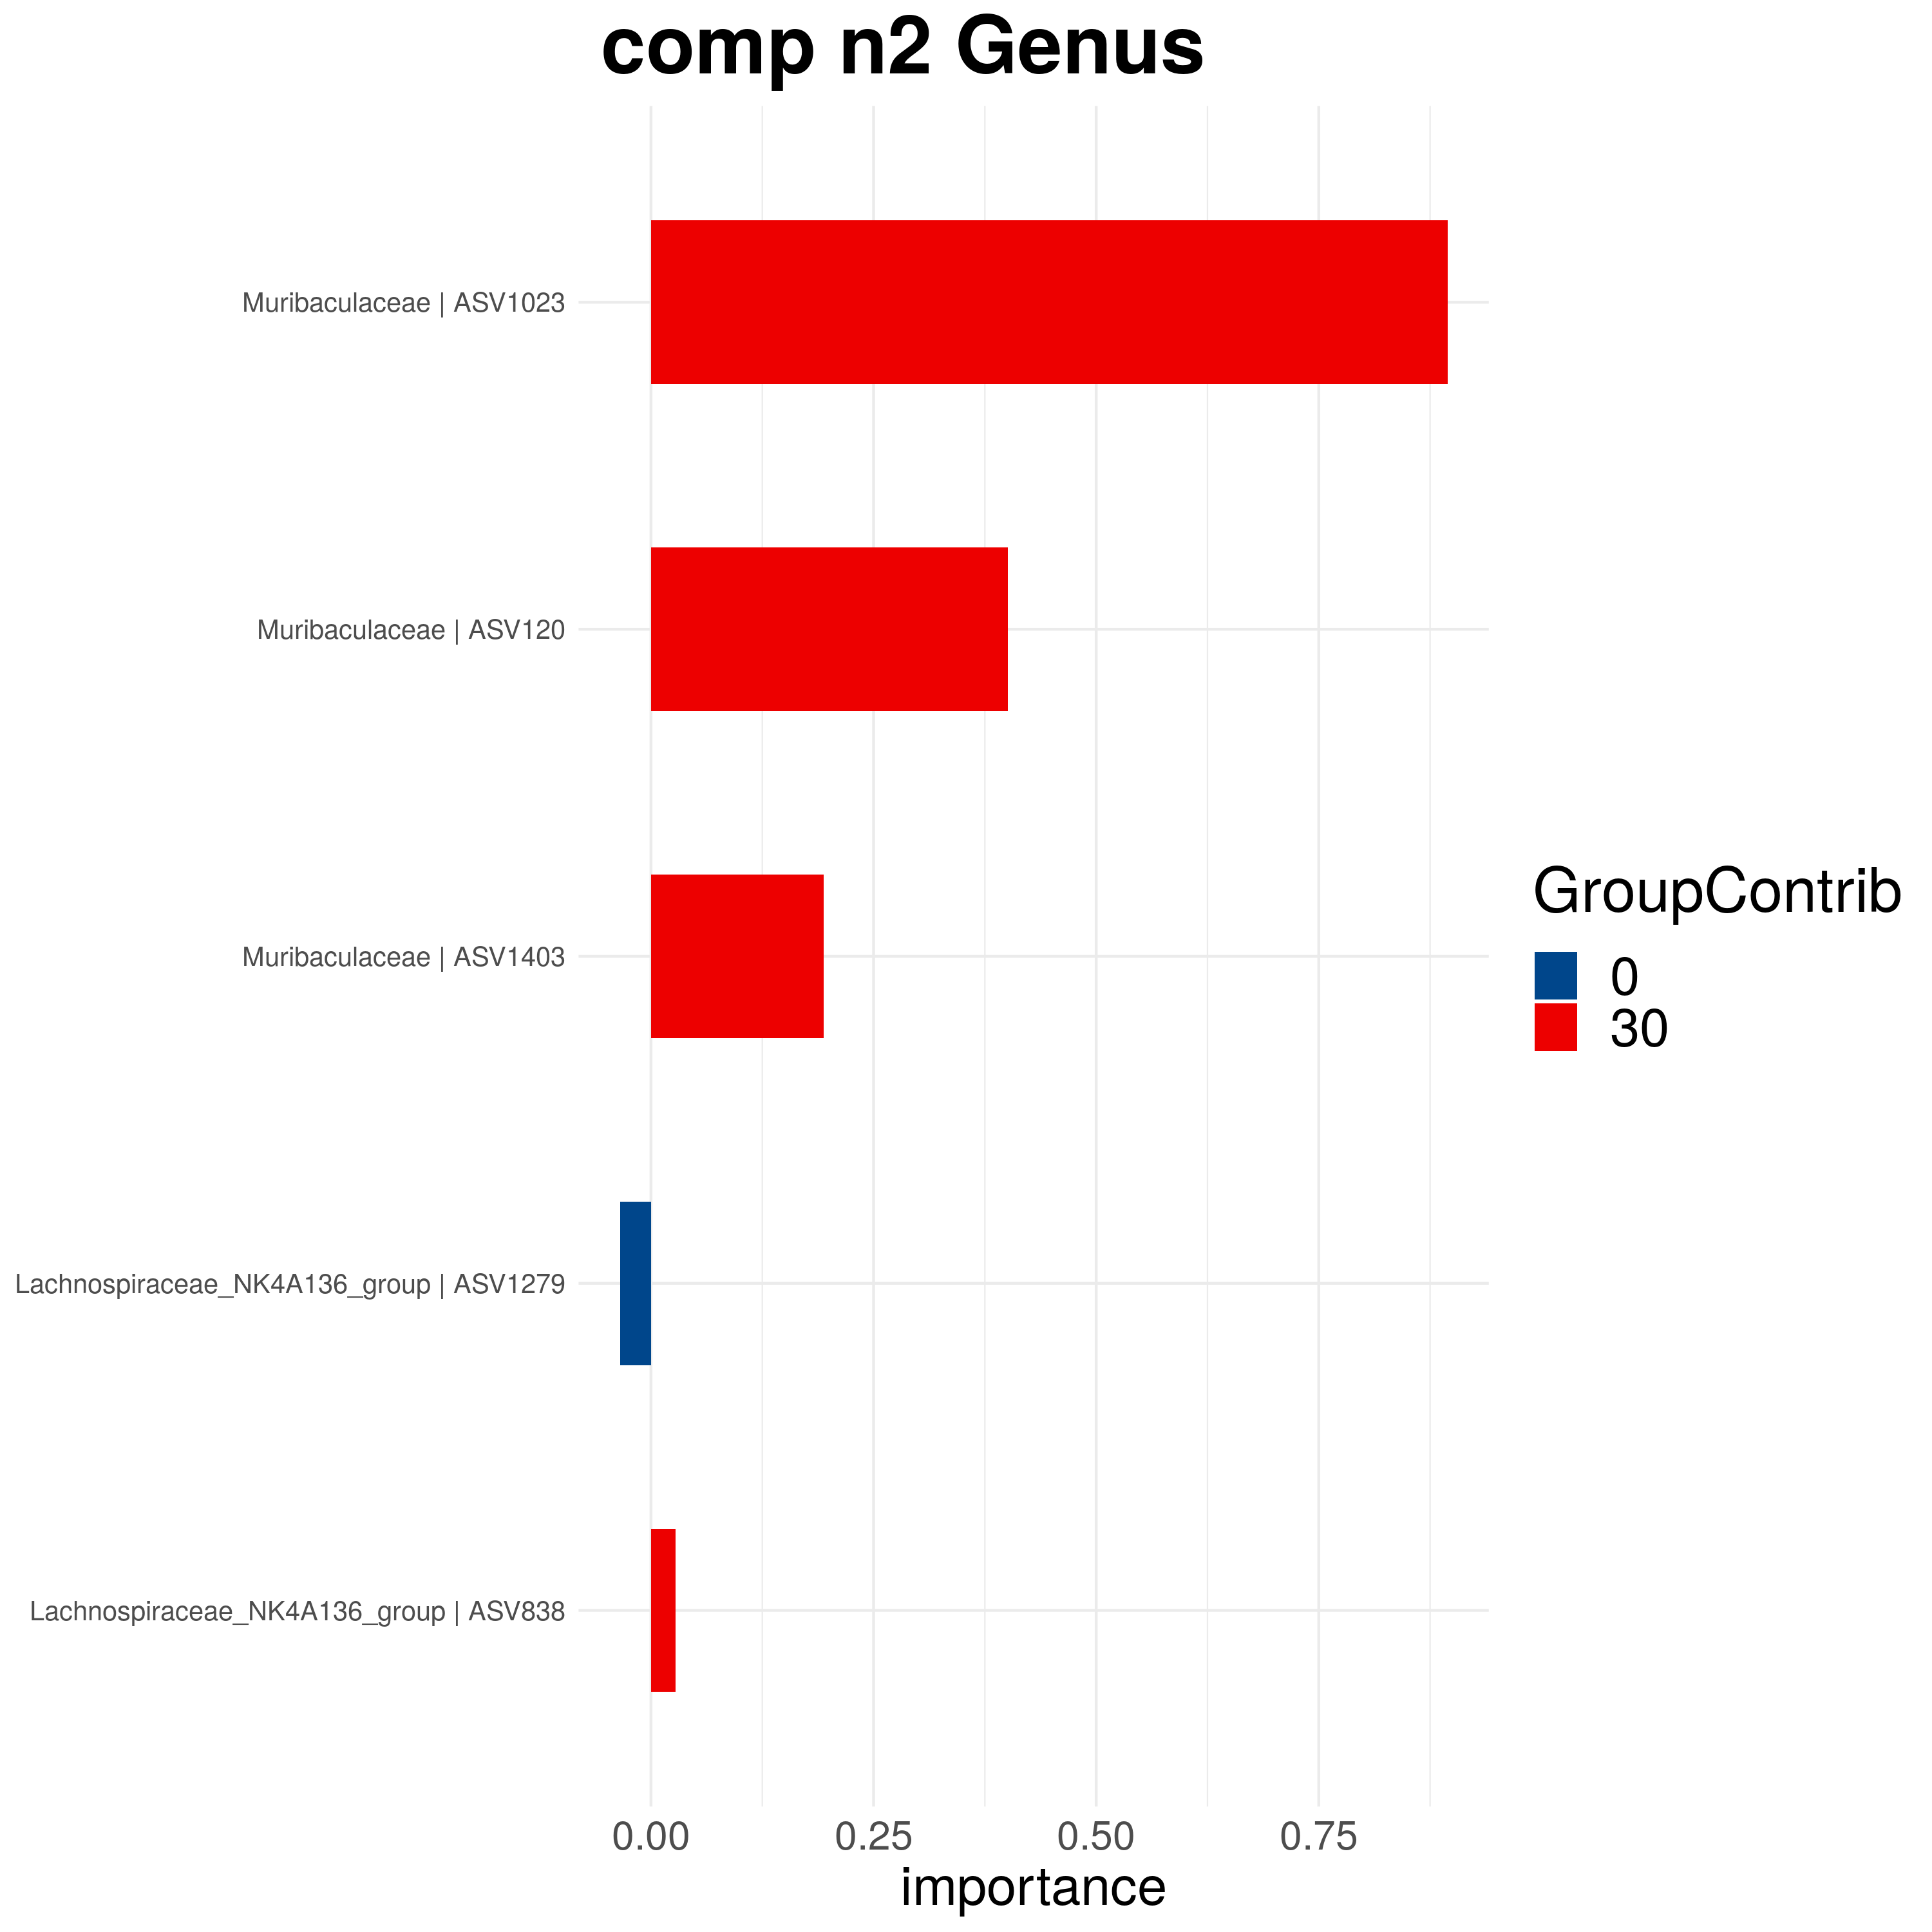 comp n2 Genus
Muribaculaceae | ASV1023
Muribaculaceae | ASV120
Muribaculaceae | ASV1403
Lachnospiraceae_NK4A136_group | ASV1279
Lachnospiraceae_NK4A136_group | ASV838
0.00 0.25 0.50 0.75
importance
GroupContrib
0
30